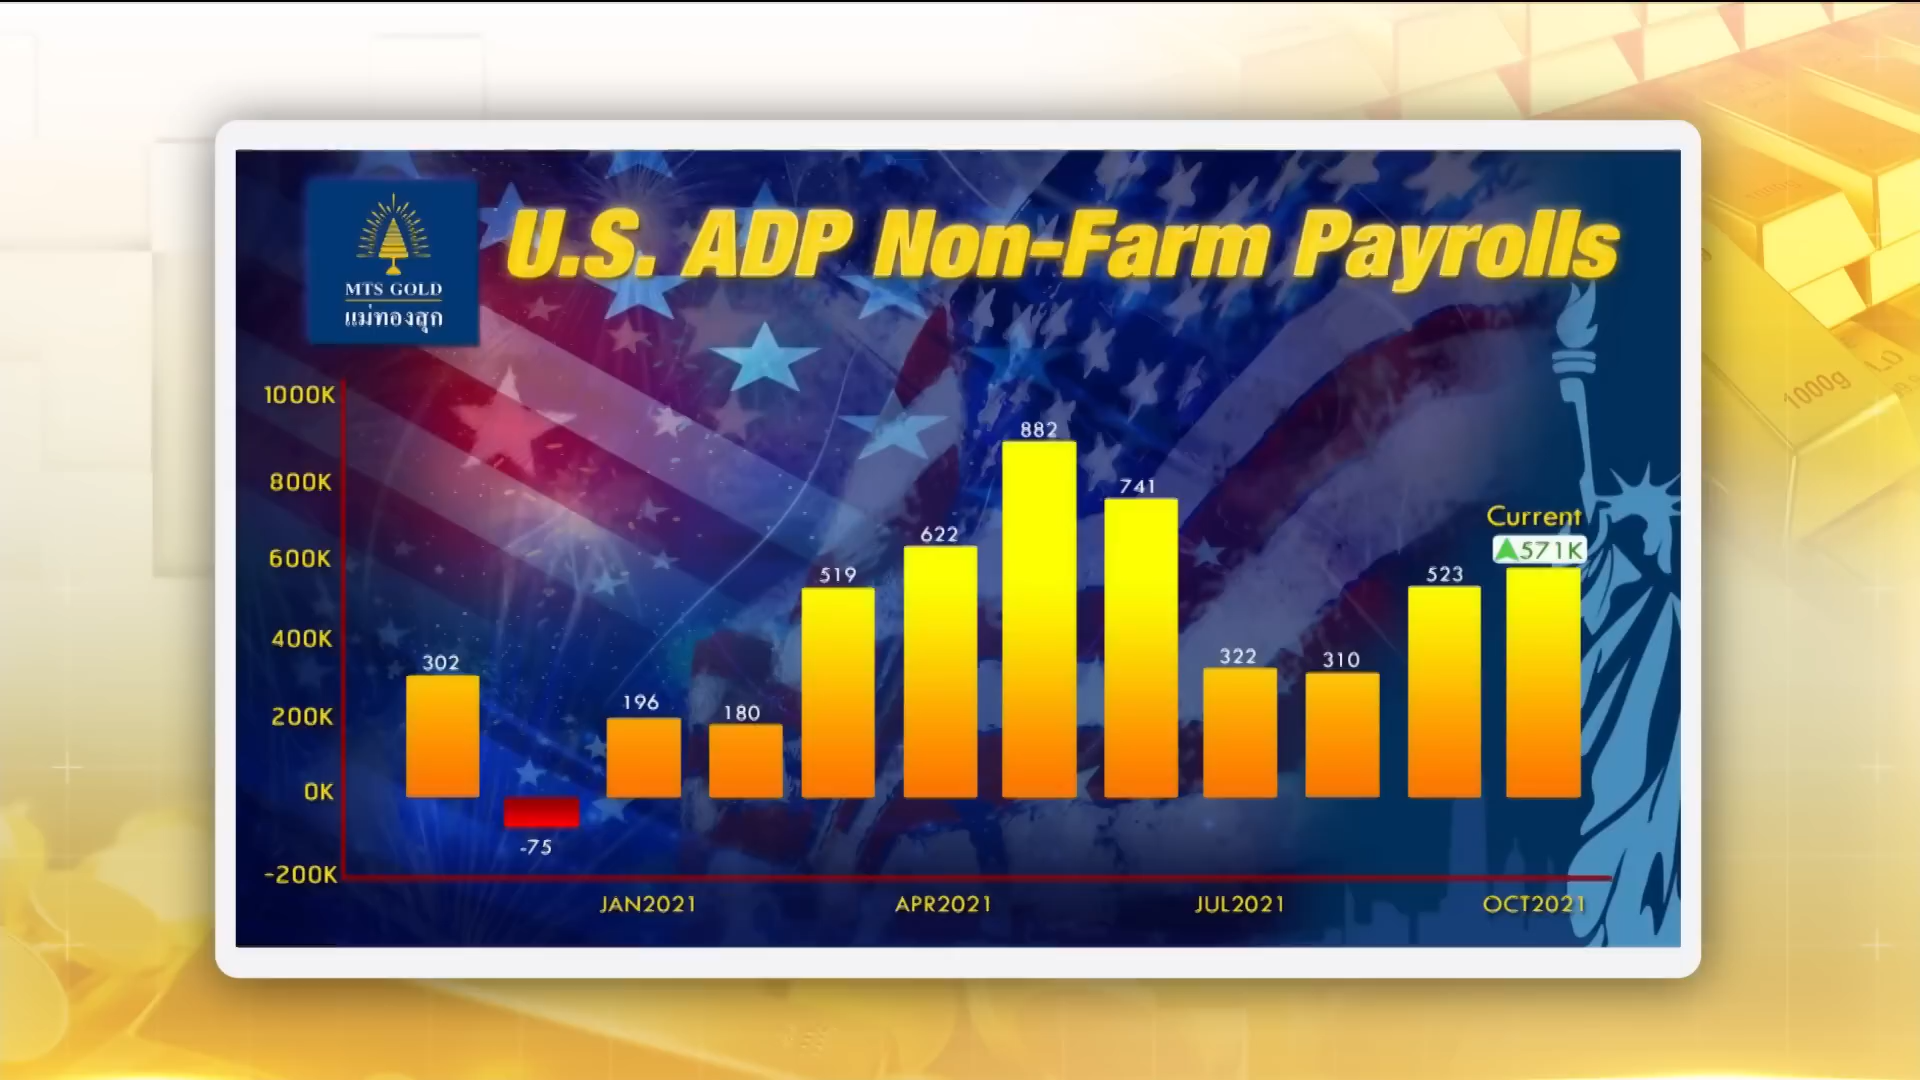 MTS GOLD
แม่ทองสุก
U.S. ADP Non-Farm Payrolls
1000K
800K
600K
400K
200K
0K
-200K
302
-75
196
180
519
622
882
741
322
310
523
Current
571K
JAN2021
APR2021
JUL2021
OCT2021
1000g